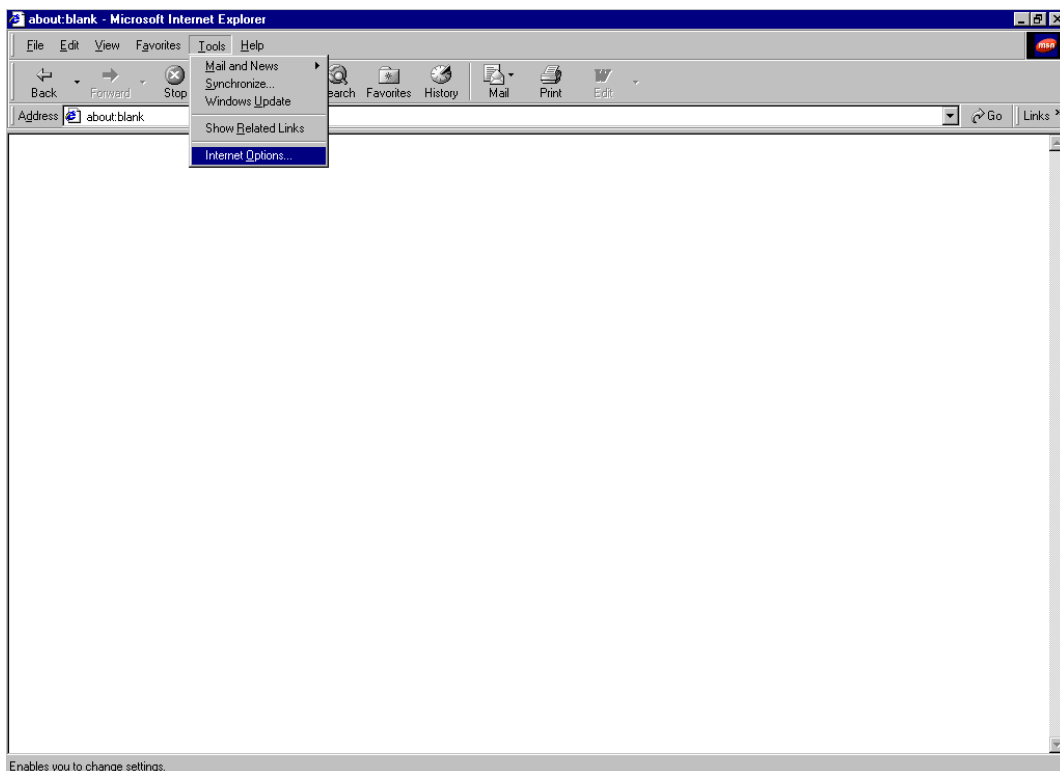 about:blank - Microsoft Internet Explorer
File Edit View Favorites Tools Help
msn
Mail and News
Synchronize...
Windows Update
Show Related Links
Internet Options...
Back Forward Stop earch Favorites History Mail Print Edit
Address about:blank Go Links
Enables you to change settings.